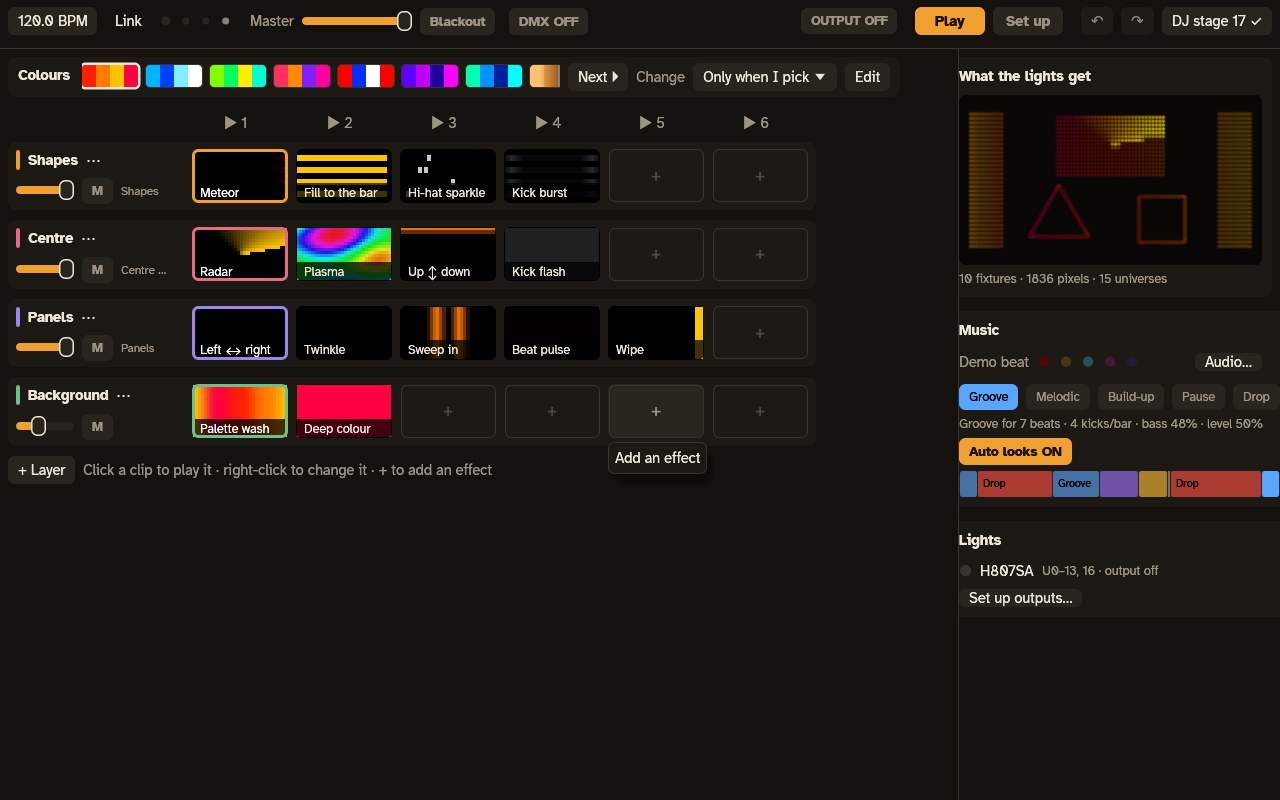 120.0 BPM Link Master Blackout DMX OFF OUTPUT OFF Play Set up ↶ ↷ DJ stage 17 ✓
Colours Next Change Only when I pick Edit
1 2 3 4 5 6
Shapes ...
M Shapes
Meteor Fill to the bar Hi-hat sparkle Kick burst + +
Centre ...
M Centre ...
Radar Plasma Up ↕ down Kick flash + +
Panels ...
M Panels
Left ↔ right Twinkle Sweep in Beat pulse Wipe +
Background ...
M
Palette wash Deep colour + + + +
Add an effect
+ Layer Click a clip to play it · right-click to change it · + to add an effect
What the lights get
10 fixtures · 1836 pixels · 15 universes
Music
Demo beat Audio...
Groove Melodic Build-up Pause Drop
Groove for 7 beats · 4 kicks/bar · bass 48% · level 50%
Auto looks ON
Drop Groove Drop
Lights
H807SA U0–13, 16 · output off
Set up outputs...